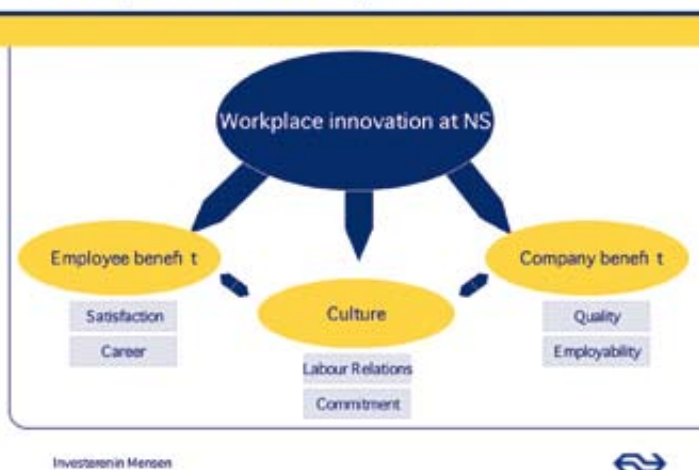 Workplace innovation at NS
Employee benefi t
Company benefi t
Culture
Satisfaction
Career
Quality
Employability
Labour Relations
Commitment
Investeren in Mensen